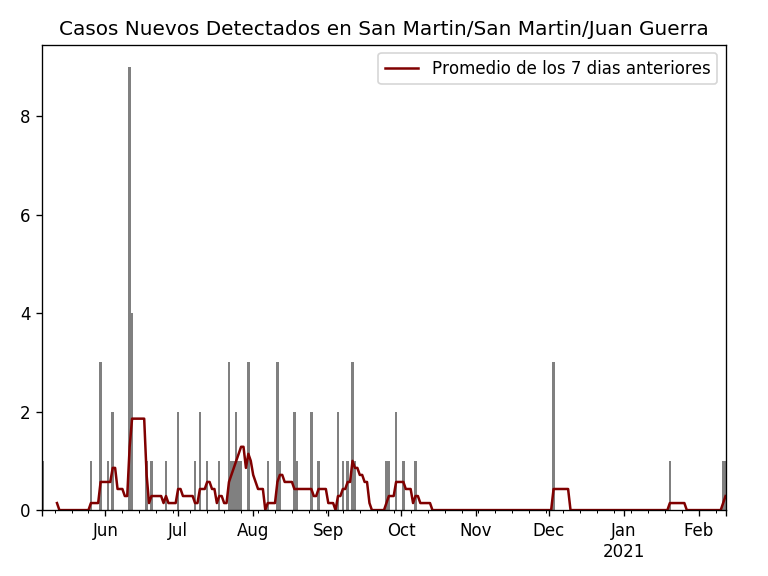 Casos Nuevos Detectados en San Martin/San Martin/Juan Guerra
Promedio de los 7 dias anteriores
8
6
4
2
0
Jun Jul Aug Sep Oct Nov Dec Jan Feb
2021